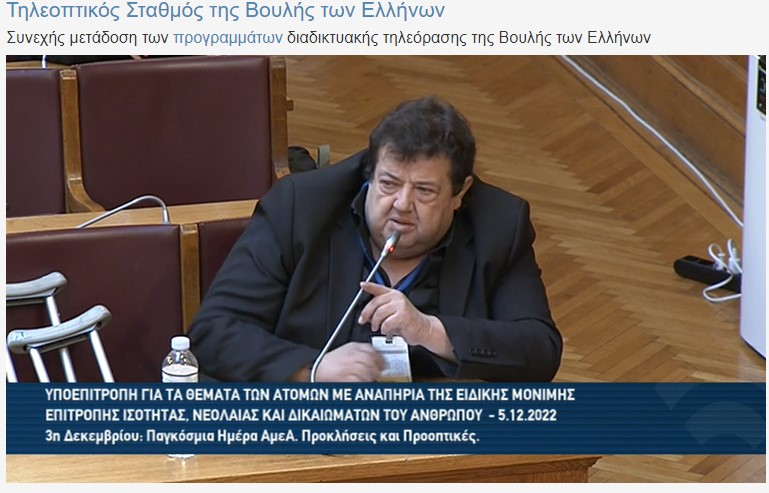 Τηλεοπτικός Σταθμός της Βουλής των Ελλήνων
Συνεχής μετάδοση των προγραμμάτων διαδικτυακής τηλεόρασης της Βουλής των Ελλήνων
ΥΠΟΕΠΙΤΡΟΠΗ ΓΙΑ ΤΑ ΘΕΜΑΤΑ ΤΩΝ ΑΤΟΜΩΝ ΜΕ ΑΝΑΠΗΡΙΑ ΤΗΣ ΕΙΔΙΚΗΣ ΜΟΝΙΜΗΣ
ΕΠΙΤΡΟΠΗΣ ΙΣΟΤΗΤΑΣ, ΝΕΟΛΑΙΑΣ ΚΑΙ ΔΙΚΑΙΩΜΑΤΩΝ ΤΟΥ ΑΝΘΡΩΠΟΥ - 5.12.2022
3η Δεκεμβρίου: Παγκόσμια Ημέρα ΑμεΑ. Προκλήσεις και Προοπτικές.